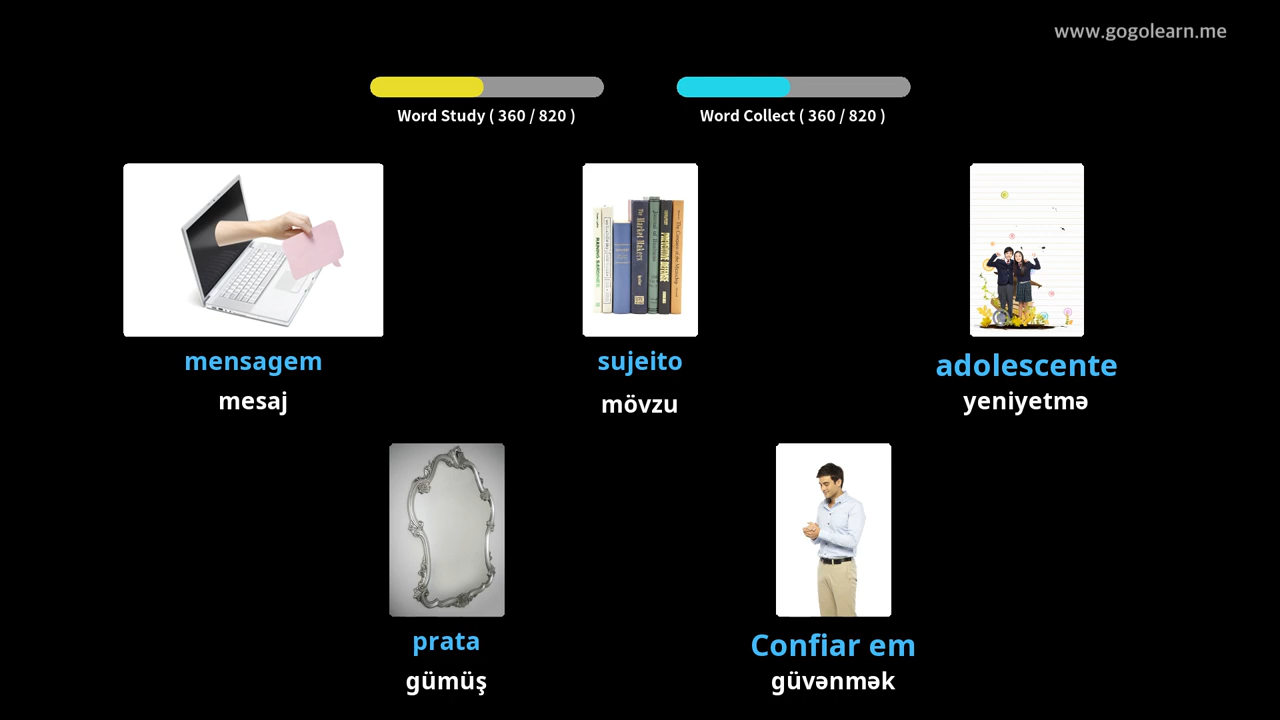 www.gogolearn.me
Word Study ( 360 / 820 )
Word Collect ( 360 / 820 )
mensagem
mesaj
sujeito
mövzu
adolescente
yeniyetmə
prata
gümüş
Confiar em
güvənmək